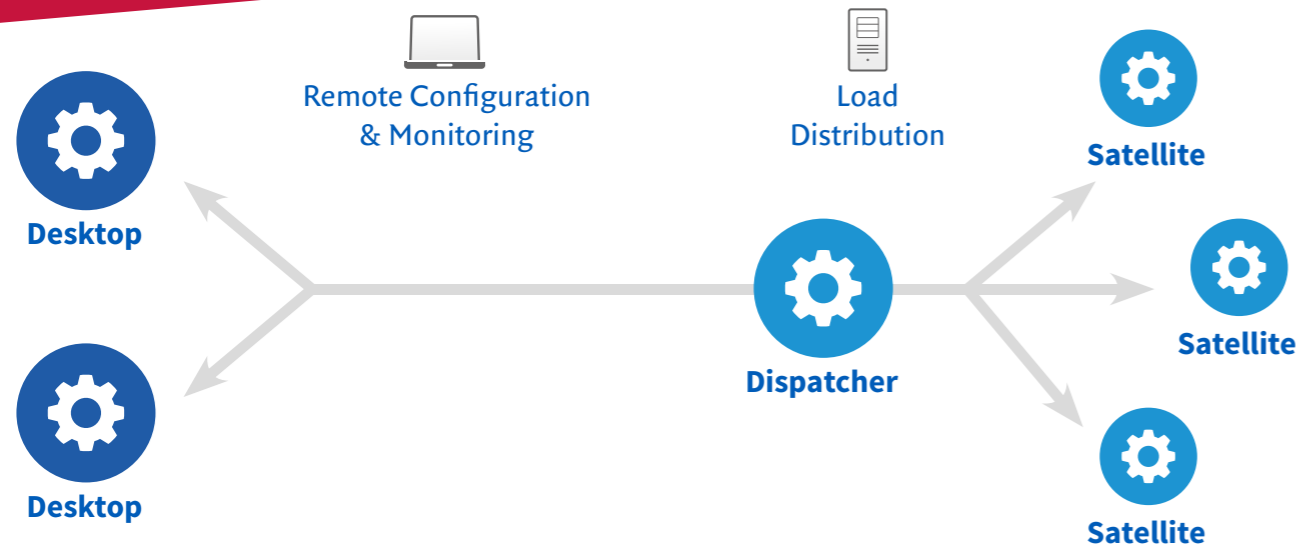 Remote Configuration
& Monitoring
Load
Distribution
Satellite
Desktop
Satellite
Dispatcher
Desktop
Satellite